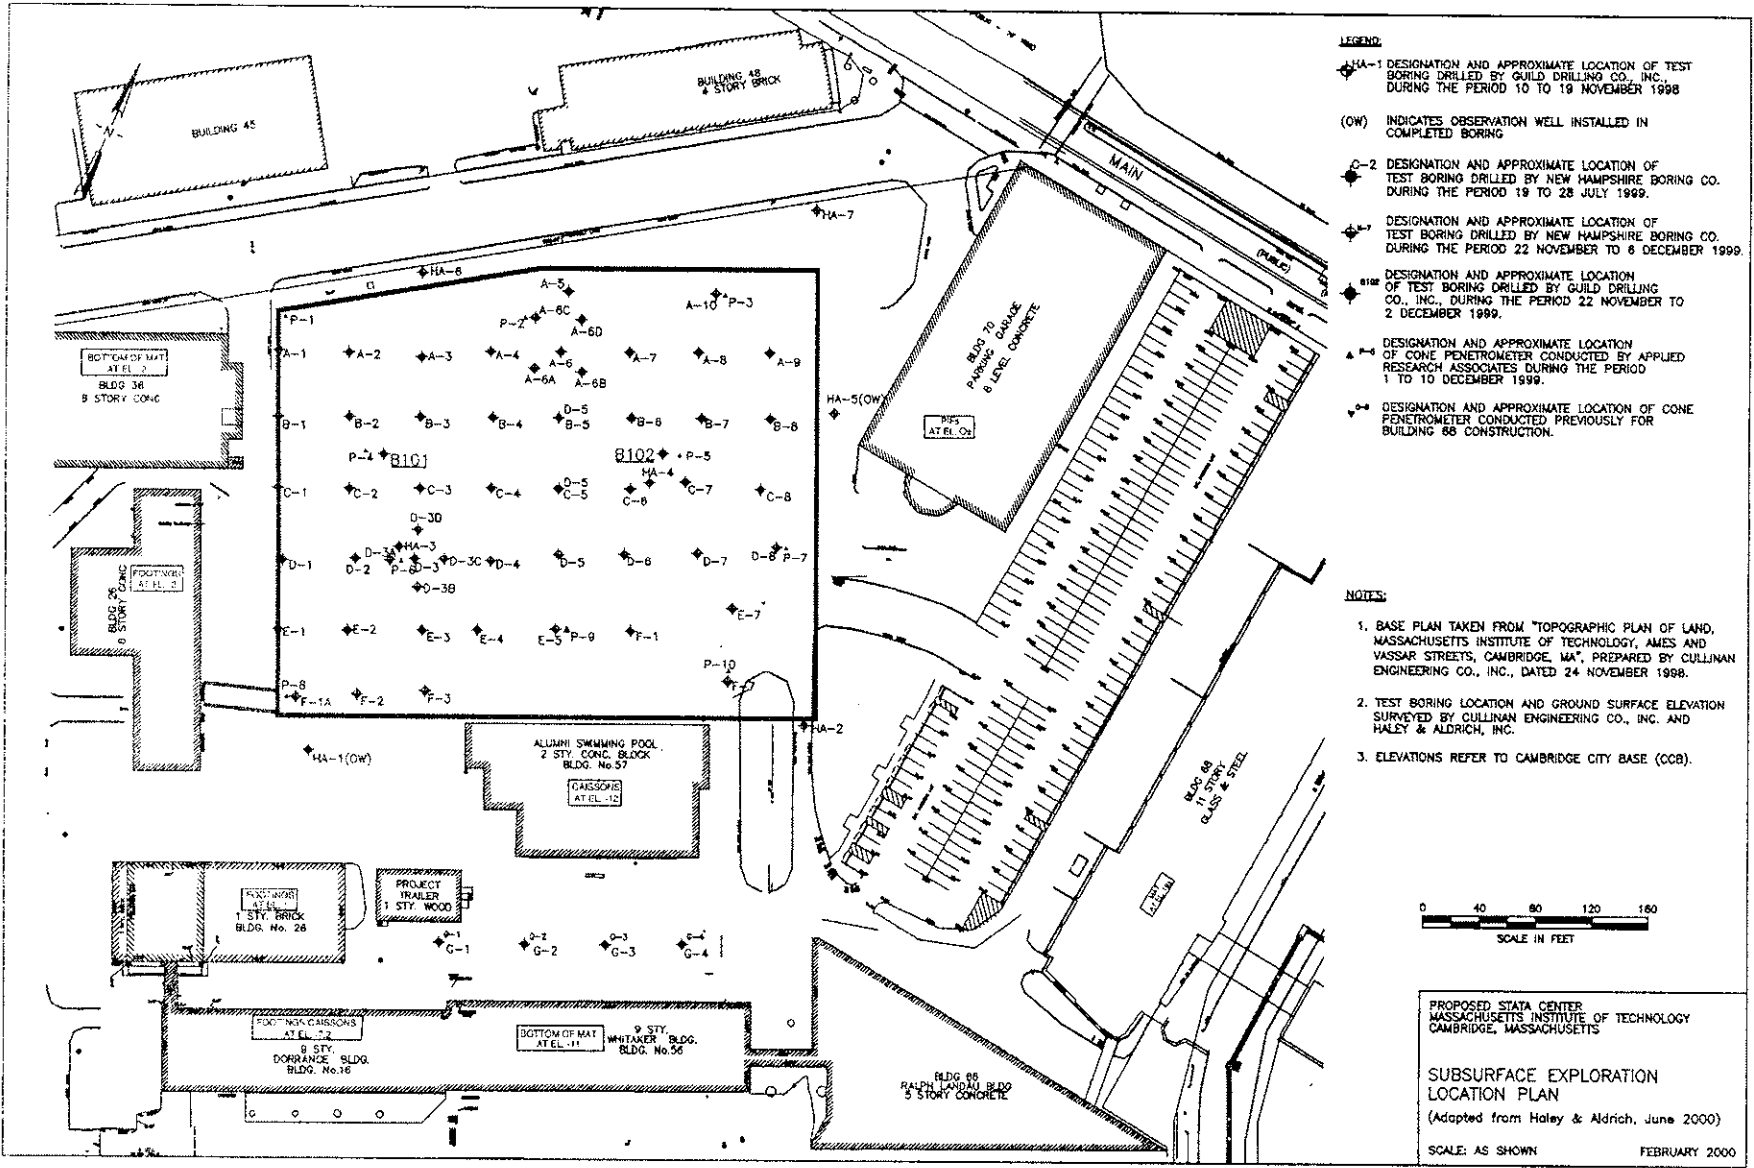 BUILDING 45
BUILDING 48
4 STORY BRICK
MAIN
(PUBLIC)
HA-7
HA-6
A-5
A-10
P-3
P-1
P-2
A-6C
A-6D
A-1
A-2
A-3
A-4
A-6
A-7
A-8
A-9
A-6A
A-6B
BOTTOM OF MAT
BLDG 36
8 STORY CONC
BLDG 70
PARKING GARAGE
8 LEVEL CONCRETE
HA-5(OW)
D-5
B-1
B-2
B-3
B-4
B-5
B-6
B-7
B-8
P-4
B101
B102
P-5
HA-4
D-5
C-1
C-2
C-3
C-4
C-5
C-6
C-7
C-8
D-3D
D-3A
HA-3
D-1
D-2
P-6
D-3
D-3C
D-4
D-5
D-6
D-7
D-8
P-7
D-3B
FOOTINGS
BLDG 26
6 STORY CONC
E-7
E-1
E-2
E-3
E-4
E-5
P-9
F-1
P-10
P-8
F-1A
F-2
F-3
HA-2
HA-1(OW)
ALUMNI SWIMMING POOL
2 STY. CONC. BLOCK
BLDG. No.57
CAISSONS
AT EL -12
BLDG 68
11 STORY
GLASS & STEEL
FOOTINGS
1 STY. BRICK
BLDG. No. 28
PROJECT
TRAILER
1 STY. WOOD
G-1
G-2
G-3
G-4
FOOTINGS CAISSONS
9 STY.
DORRANCE BLDG.
BLDG. No.16
BOTTOM OF MAT
AT EL -11
9 STY.
WHITAKER BLDG.
BLDG. No.56
BLDG 66
RALPH LANDAU BLDG
5 STORY CONCRETE
LEGEND:
HA-1 DESIGNATION AND APPROXIMATE LOCATION OF TEST
BORING DRILLED BY GUILD DRILLING CO., INC.,
DURING THE PERIOD 10 TO 19 NOVEMBER 1998
(OW) INDICATES OBSERVATION WELL INSTALLED IN
COMPLETED BORING
C-2 DESIGNATION AND APPROXIMATE LOCATION OF
TEST BORING DRILLED BY NEW HAMPSHIRE BORING CO.
DURING THE PERIOD 19 TO 28 JULY 1999.
DESIGNATION AND APPROXIMATE LOCATION OF
TEST BORING DRILLED BY NEW HAMPSHIRE BORING CO.
DURING THE PERIOD 22 NOVEMBER TO 6 DECEMBER 1999.
B102 DESIGNATION AND APPROXIMATE LOCATION
OF TEST BORING DRILLED BY GUILD DRILLING
CO., INC., DURING THE PERIOD 22 NOVEMBER TO
2 DECEMBER 1999.
DESIGNATION AND APPROXIMATE LOCATION
OF CONE PENETROMETER CONDUCTED BY APPLIED
RESEARCH ASSOCIATES DURING THE PERIOD
1 TO 10 DECEMBER 1999.
DESIGNATION AND APPROXIMATE LOCATION OF CONE
PENETROMETER CONDUCTED PREVIOUSLY FOR
BUILDING 68 CONSTRUCTION.
NOTES:
1. BASE PLAN TAKEN FROM "TOPOGRAPHIC PLAN OF LAND,
MASSACHUSETTS INSTITUTE OF TECHNOLOGY, AMES AND
VASSAR STREETS, CAMBRIDGE, MA", PREPARED BY CULLINAN
ENGINEERING CO., INC., DATED 24 NOVEMBER 1998.
2. TEST BORING LOCATION AND GROUND SURFACE ELEVATION
SURVEYED BY CULLINAN ENGINEERING CO., INC. AND
HALEY & ALDRICH, INC.
3. ELEVATIONS REFER TO CAMBRIDGE CITY BASE (CCB).
0 40 80 120 160
SCALE IN FEET
PROPOSED STATA CENTER
MASSACHUSETTS INSTITUTE OF TECHNOLOGY
CAMBRIDGE, MASSACHUSETTS
SUBSURFACE EXPLORATION
LOCATION PLAN
(Adapted from Haley & Aldrich, June 2000)
SCALE: AS SHOWN FEBRUARY 2000